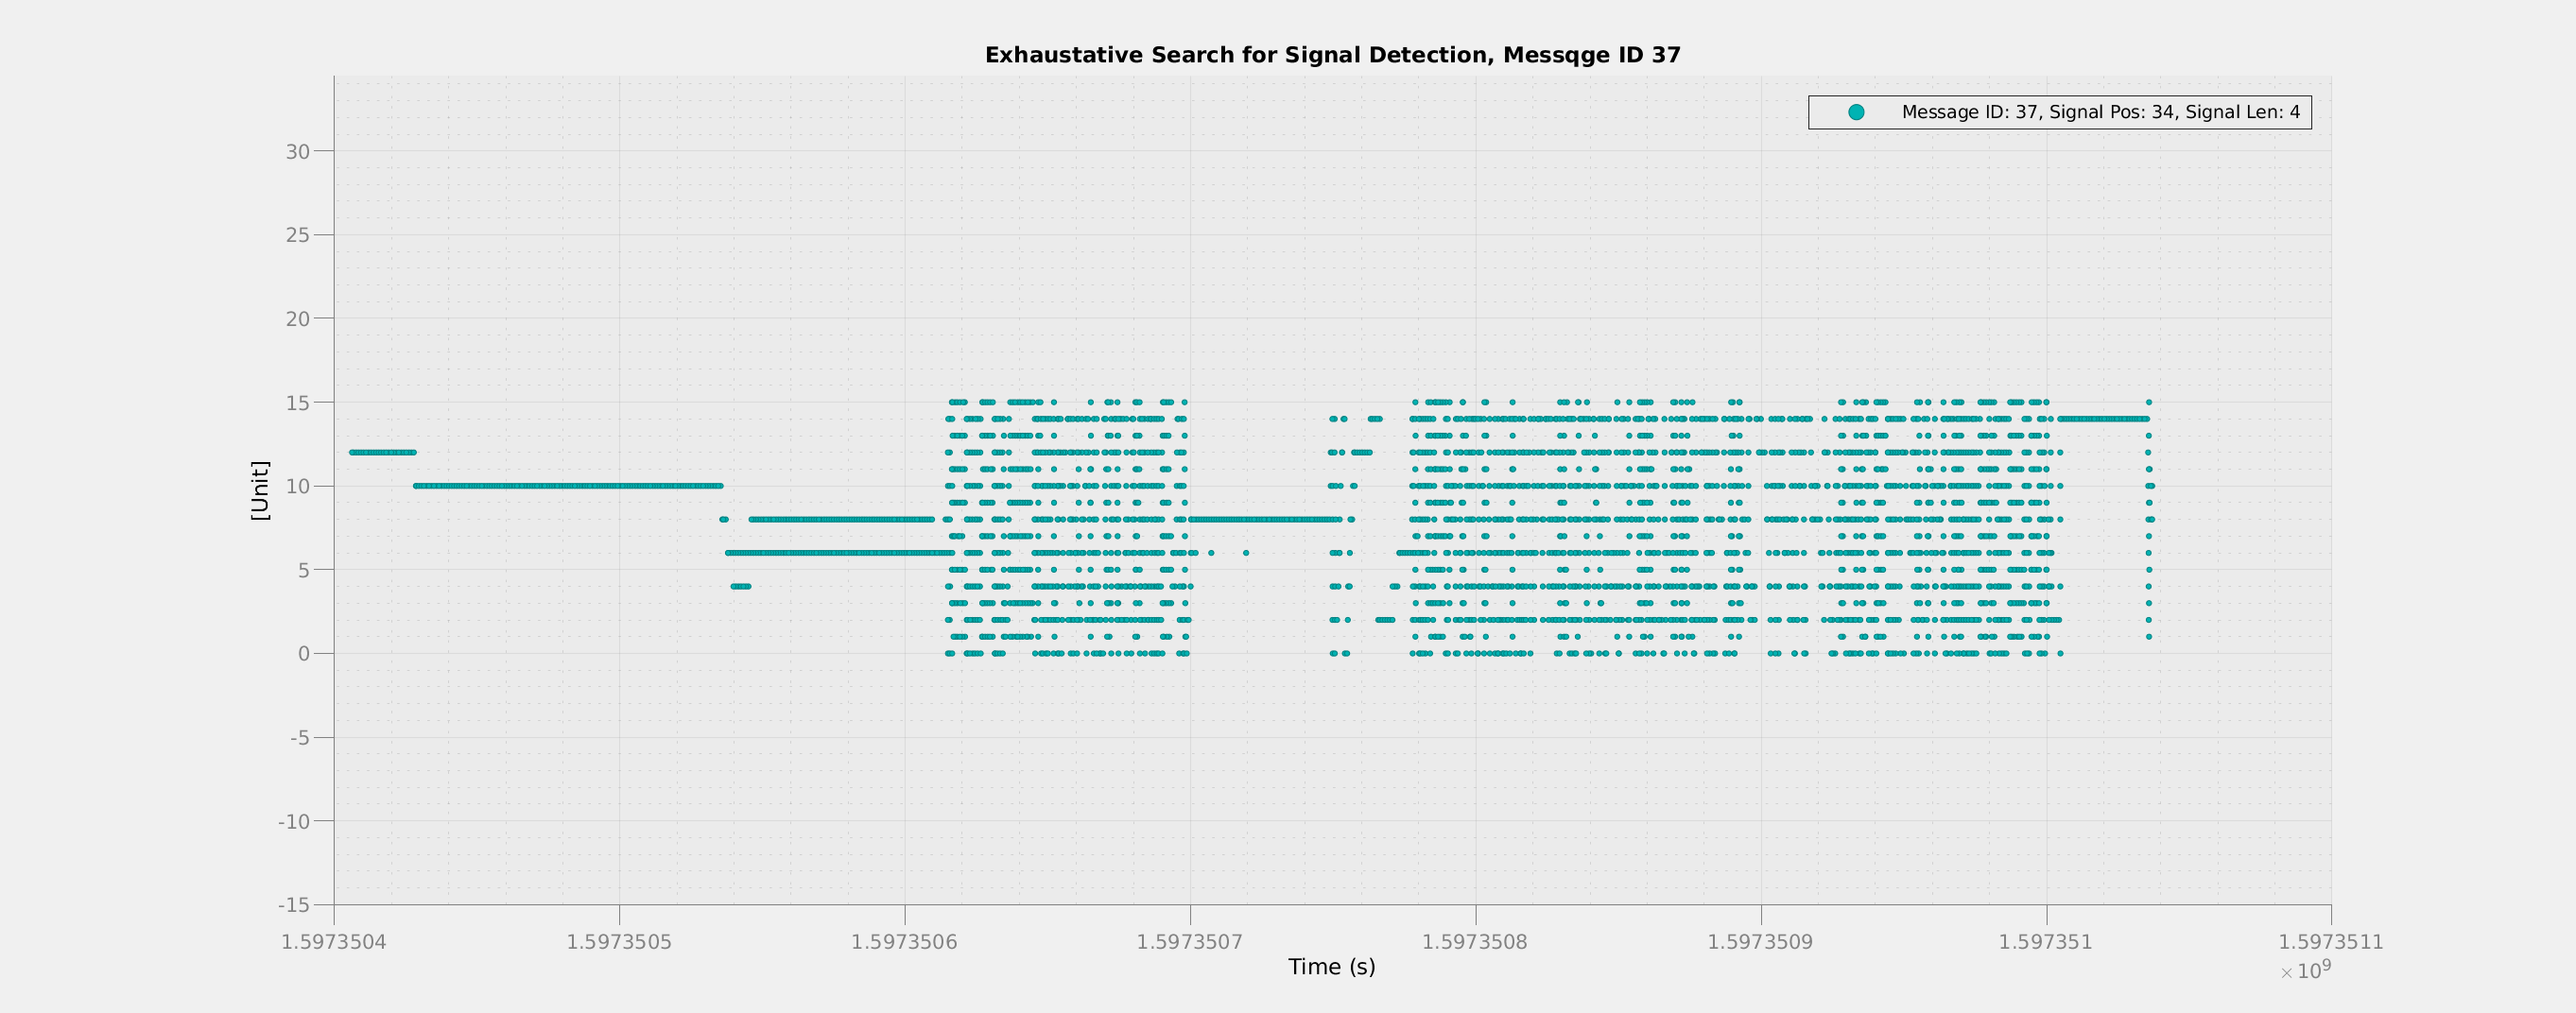 Exhaustative Search for Signal Detection, Messqge ID 37
Message ID: 37, Signal Pos: 34, Signal Len: 4
30
25
20
15
10
5
0
-5
-10
-15
[Unit]
1.5973504 1.5973505 1.5973506 1.5973507 1.5973508 1.5973509 1.597351 1.5973511
Time (s)
× 10⁹